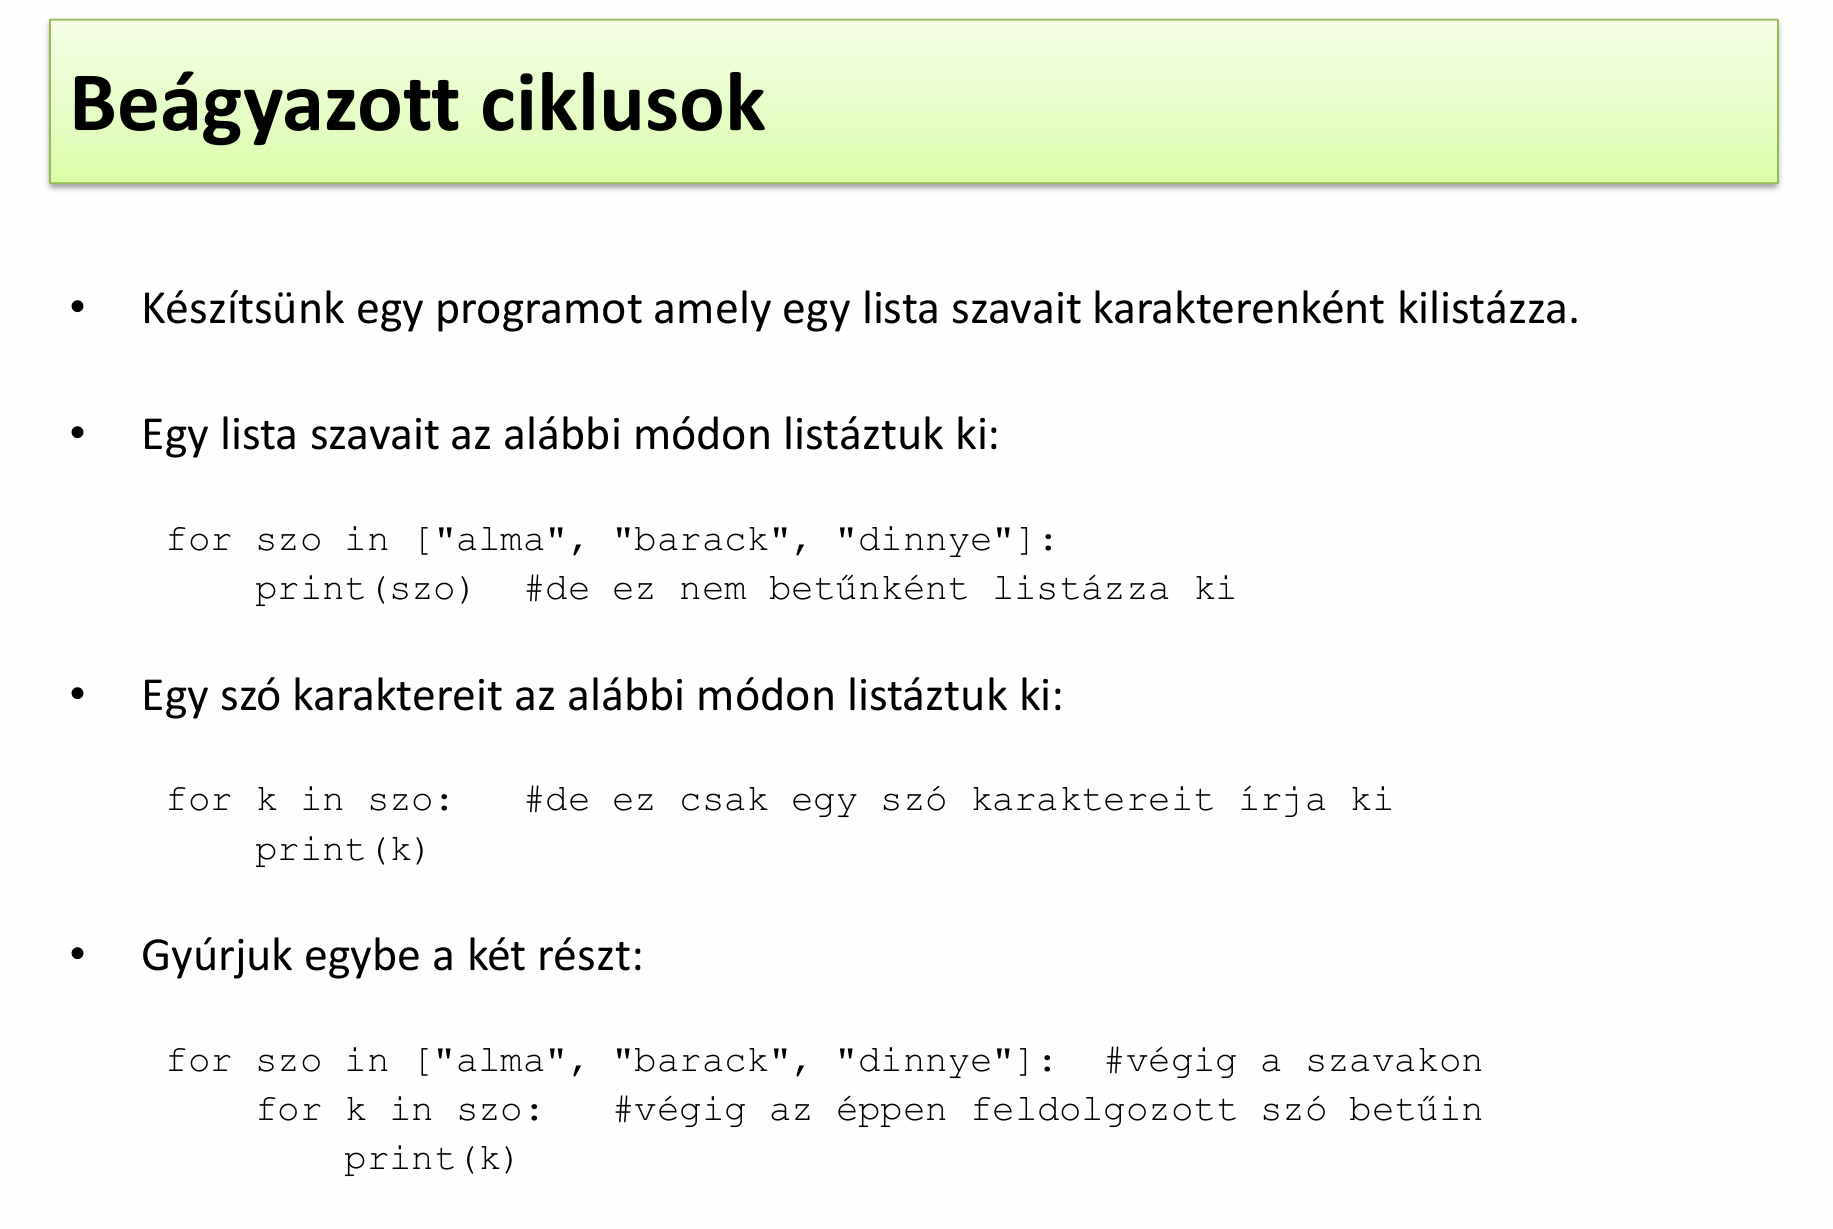 Beágyazott ciklusok
• Készítsünk egy programot amely egy lista szavait karakterenként kilistázza.
• Egy lista szavait az alábbi módon listáztuk ki:
for szo in ["alma", "barack", "dinnye"]:
    print(szo)  #de ez nem betűnként listázza ki
• Egy szó karaktereit az alábbi módon listáztuk ki:
for k in szo:   #de ez csak egy szó karaktereit írja ki
    print(k)
• Gyúrjuk egybe a két részt:
for szo in ["alma", "barack", "dinnye"]:  #végig a szavakon
    for k in szo:   #végig az éppen feldolgozott szó betűin
        print(k)